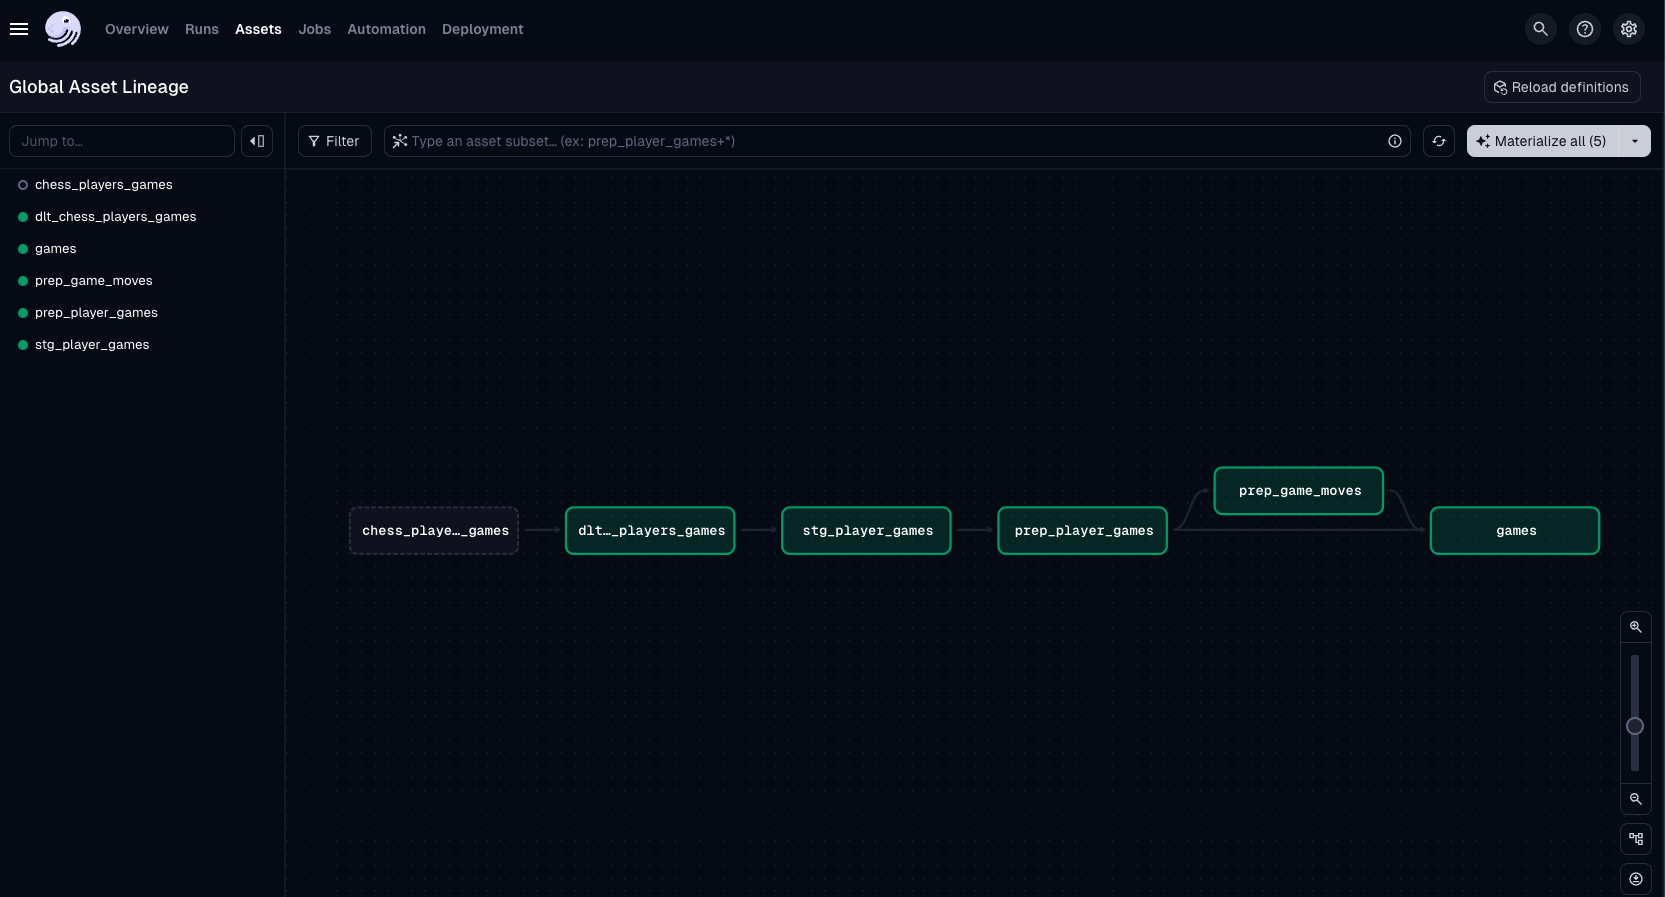 Overview Runs Assets Jobs Automation Deployment
Global Asset Lineage
Reload definitions
Jump to…
Filter
Type an asset subset… (ex: prep_player_games+*)
Materialize all (5)
chess_players_games
dlt_chess_players_games
games
prep_game_moves
prep_player_games
stg_player_games
prep_game_moves
chess_playe…_games
dlt…_players_games
stg_player_games
prep_player_games
games